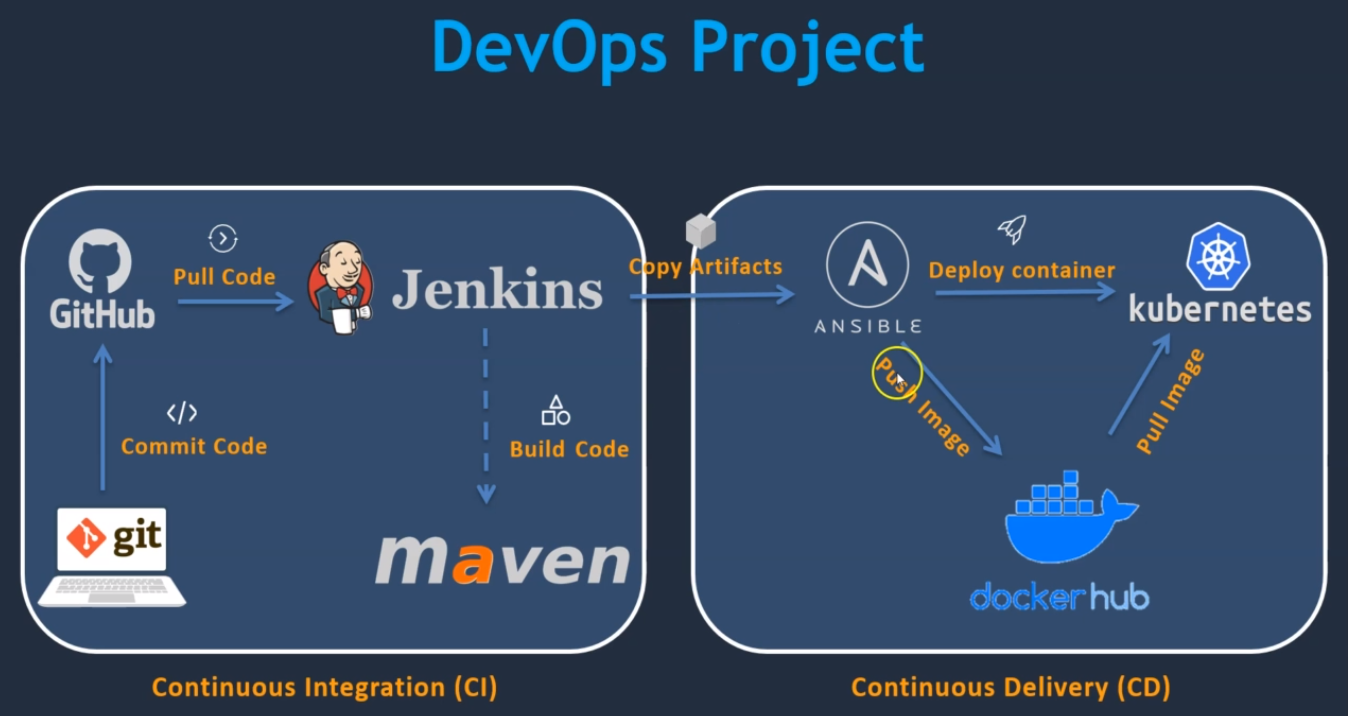 DevOps Project
Pull Code
Copy Artifacts
Deploy container
GitHub
Jenkins
ANSIBLE
kubernetes
Commit Code
Build Code
Push Image
Pull Image
git
maven
docker hub
Continuous Integration (CI)
Continuous Delivery (CD)